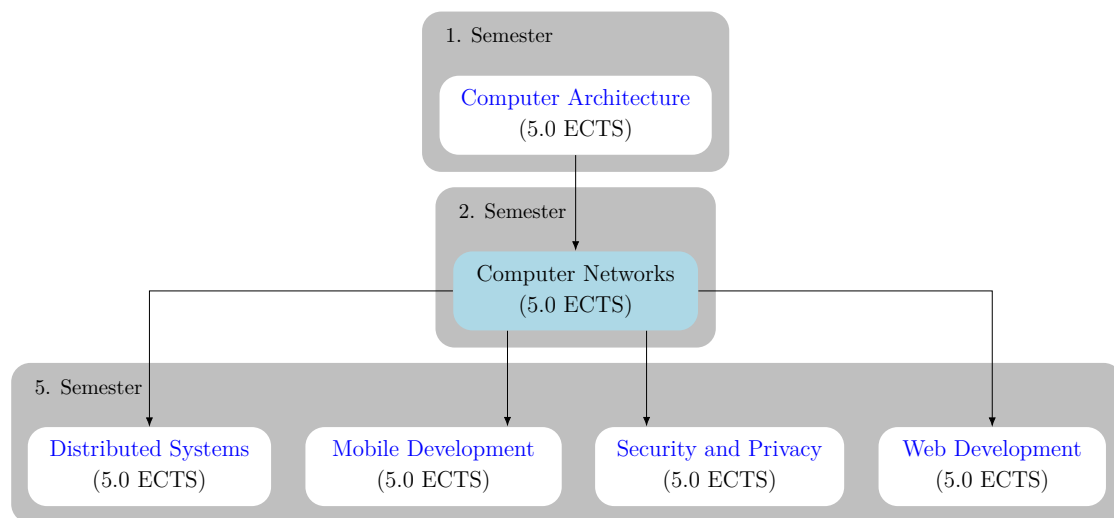 1. Semester
Computer Architecture
(5.0 ECTS)
2. Semester
Computer Networks
(5.0 ECTS)
5. Semester
Distributed Systems
(5.0 ECTS)
Mobile Development
(5.0 ECTS)
Security and Privacy
(5.0 ECTS)
Web Development
(5.0 ECTS)